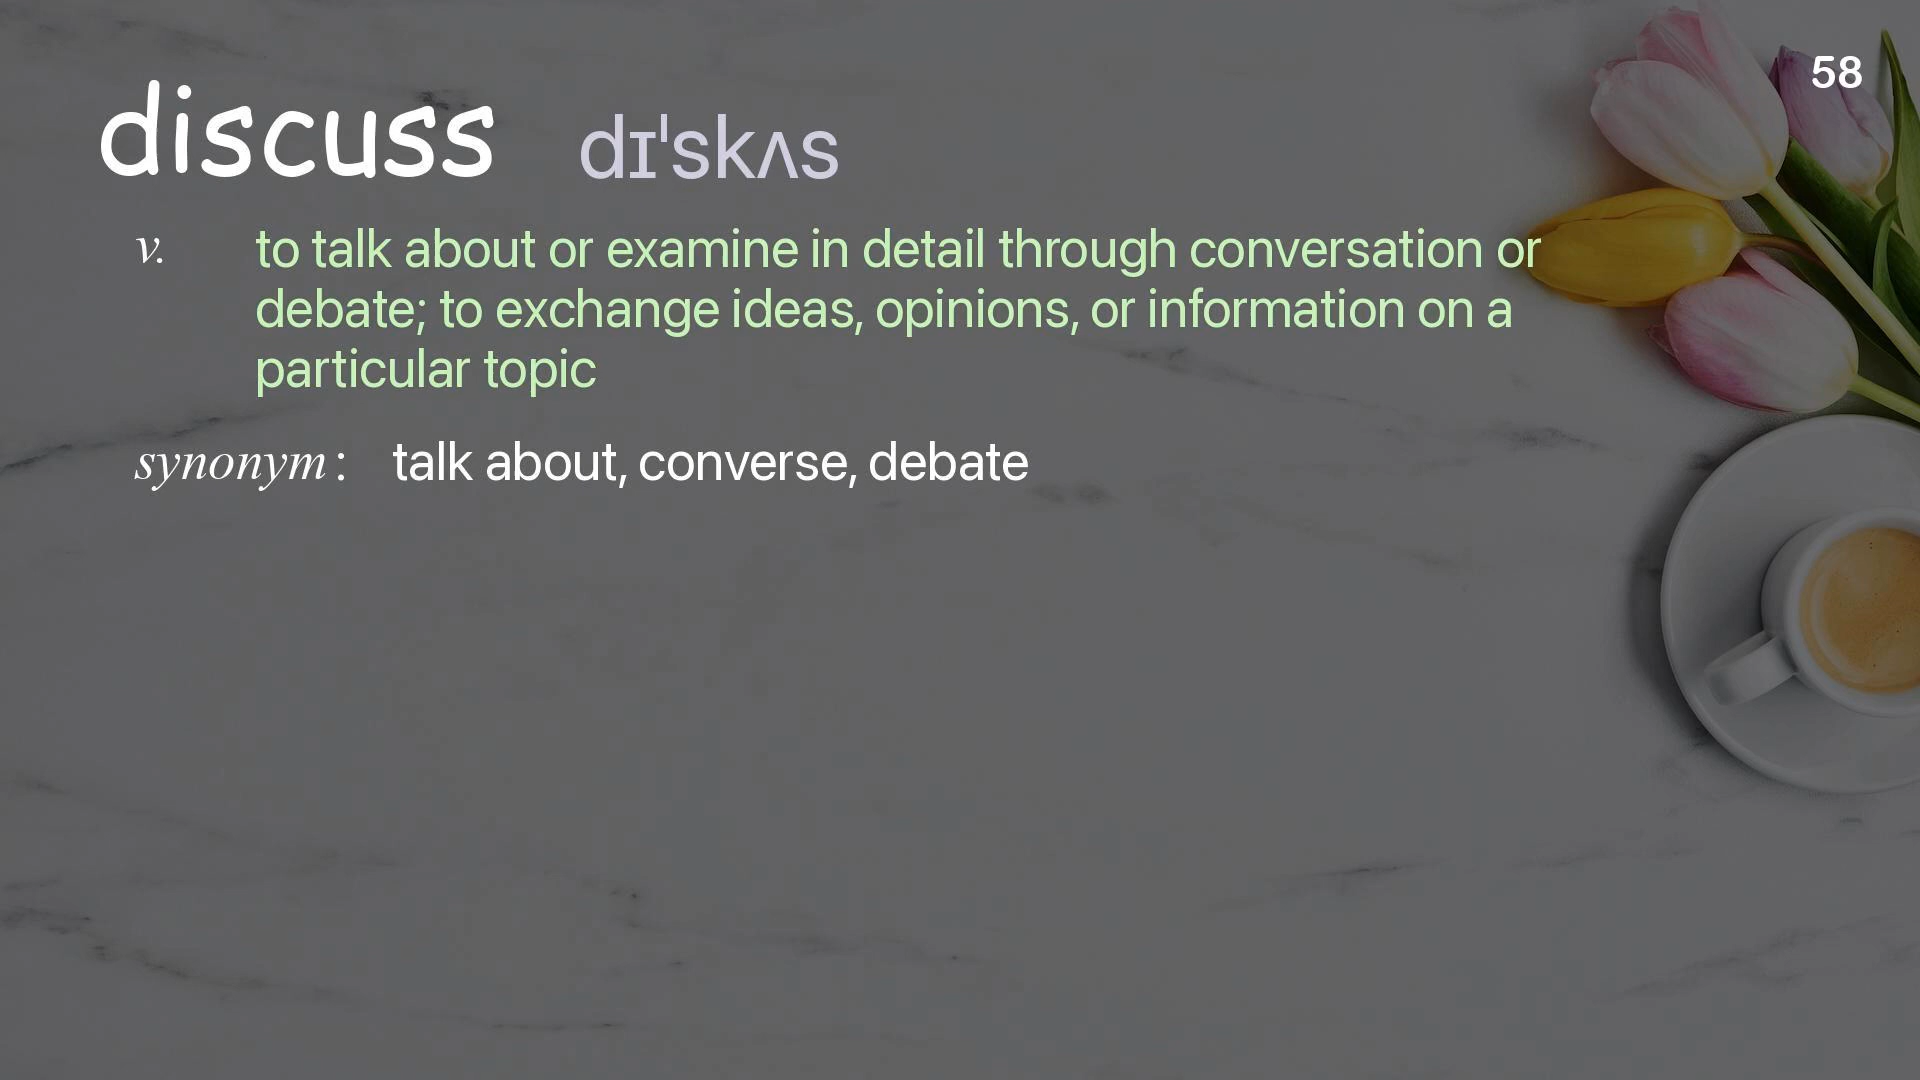 58
discuss dɪˈskʌs
v. to talk about or examine in detail through conversation or
debate; to exchange ideas, opinions, or information on a
particular topic
synonym: talk about, converse, debate